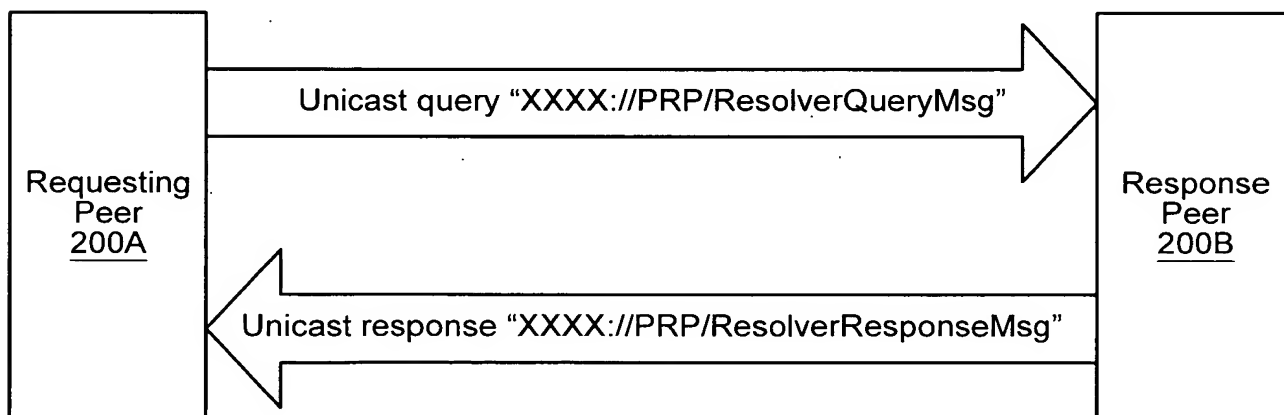 Unicast query “XXXX://PRP/ResolverQueryMsg”
Requesting
Peer
200A
Response
Peer
200B
Unicast response “XXXX://PRP/ResolverResponseMsg”